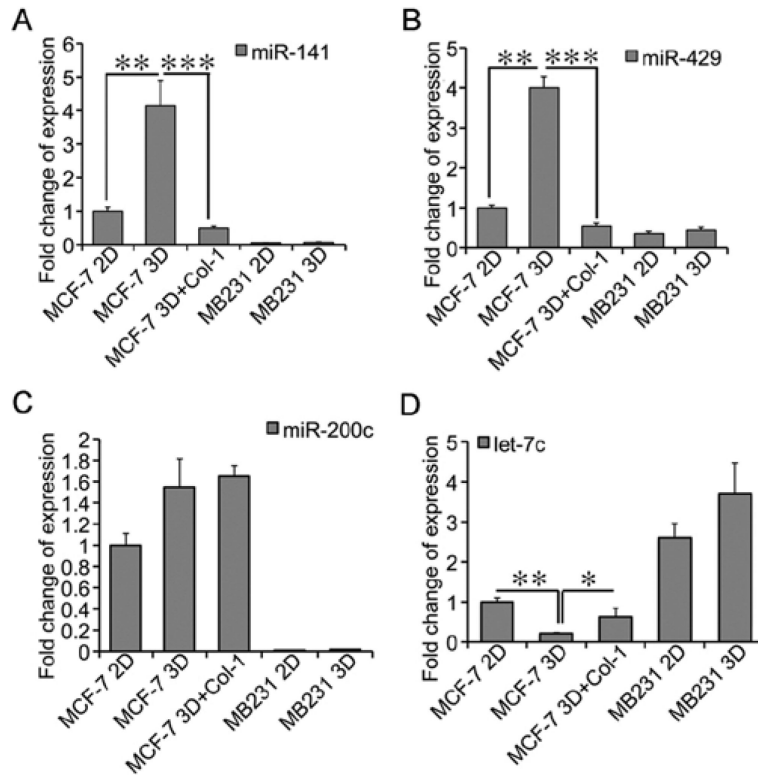 A
Fold change of expression
6
5
4
3
2
1
0
** ***
miR-141
MCF-7 2D
MCF-7 3D
MCF-7 3D+Col-1
MB231 2D
MB231 3D
B
Fold change of expression
5
4
3
2
1
0
** ***
miR-429
MCF-7 2D
MCF-7 3D
MCF-7 3D+Col-1
MB231 2D
MB231 3D
C
Fold change of expression
2
1.8
1.6
1.4
1.2
1
0.8
0.6
0.4
0.2
0
miR-200c
MCF-7 2D
MCF-7 3D
MCF-7 3D+Col-1
MB231 2D
MB231 3D
D
Fold change of expression
5
4
3
2
1
0
let-7c
** *
MCF-7 2D
MCF-7 3D
MCF-7 3D+Col-1
MB231 2D
MB231 3D